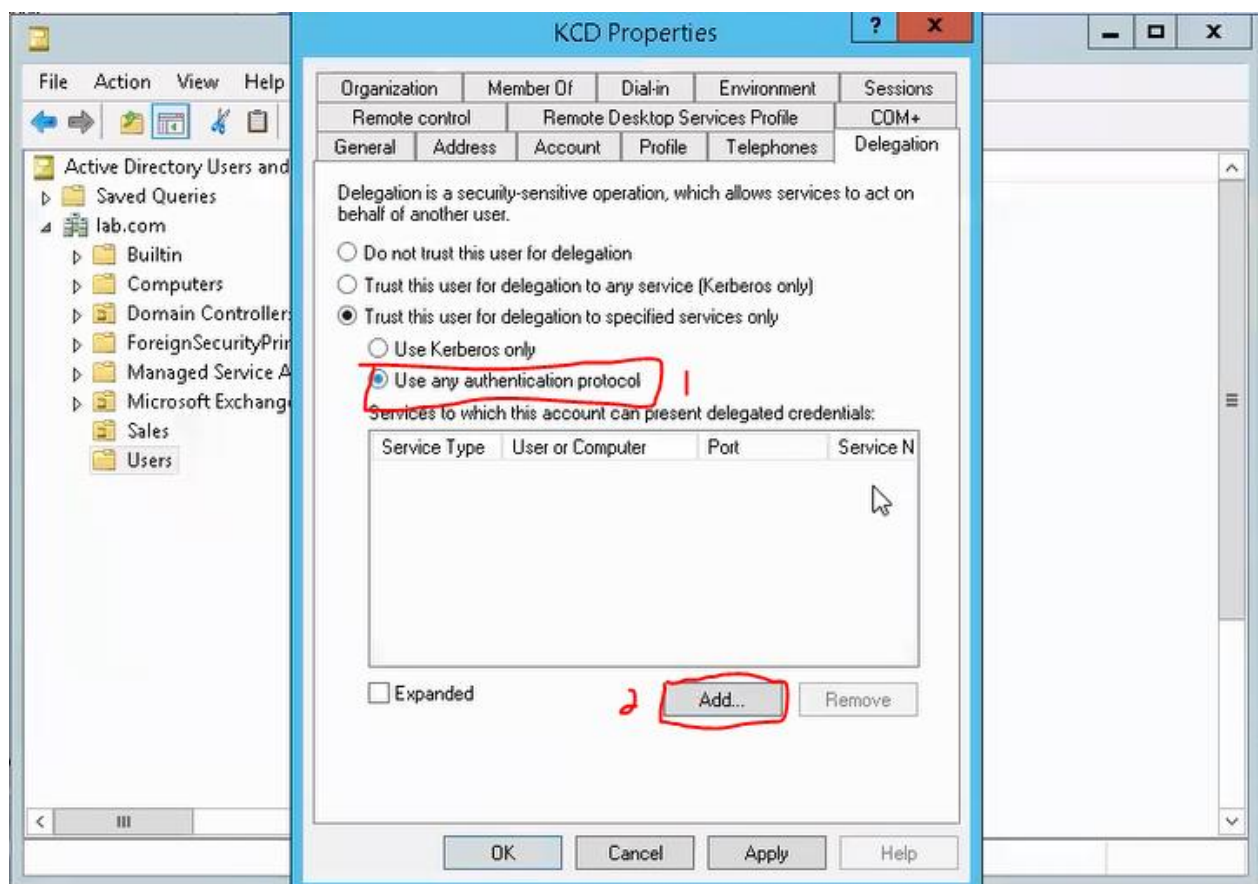 KCD Properties
? x
File Action View Help
Organization Member Of Dial-in Environment Sessions
Remote control Remote Desktop Services Profile COM+
General Address Account Profile Telephones Delegation
Active Directory Users and
Saved Queries
lab.com
Builtin
Computers
Domain Controller
ForeignSecurityPrin
Managed Service A
Microsoft Exchang
Sales
Users
Delegation is a security-sensitive operation, which allows services to act on
behalf of another user.
Do not trust this user for delegation
Trust this user for delegation to any service (Kerberos only)
Trust this user for delegation to specified services only
Use Kerberos only
Use any authentication protocol 1
Services to which this account can present delegated credentials:
Service Type User or Computer Port Service N
Expanded 2 Add... Remove
OK Cancel Apply Help